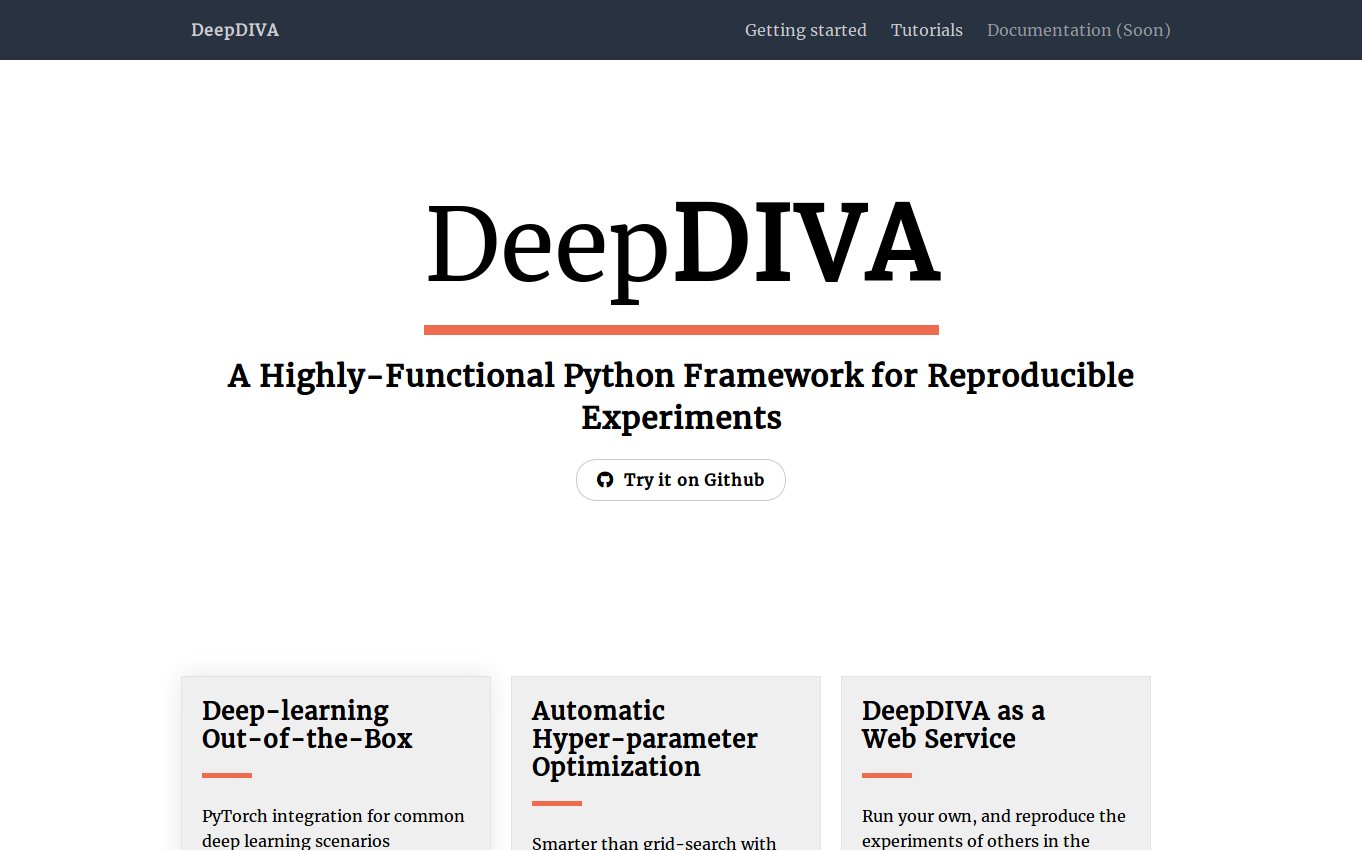 DeepDIVA
Getting started
Tutorials
Documentation (Soon)
DeepDIVA
A Highly-Functional Python Framework for Reproducible
Experiments
Try it on Github
Deep-learning
Out-of-the-Box
PyTorch integration for common
deep learning scenarios
Automatic
Hyper-parameter
Optimization
Smarter than grid-search with
DeepDIVA as a
Web Service
Run your own, and reproduce the
experiments of others in the